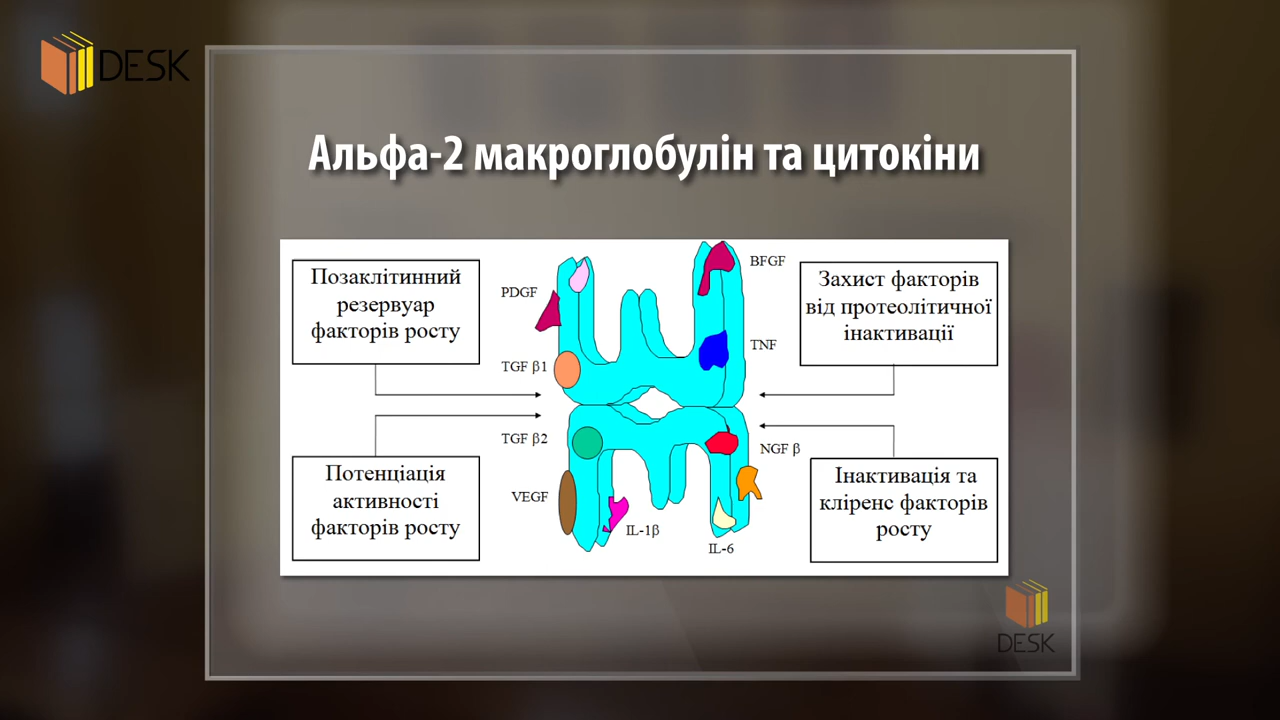 DESK
Альфа-2 макроглобулін та цитокіни
Позаклітинний
резервуар
факторів росту
Потенціація
активності
факторів росту
PDGF
TGF β1
TGF β2
VEGF
IL-1β
IL-6
BFGF
TNF
NGF β
Захист факторів
від протеолітичної
інактивації
Інактивація та
кліренс факторів
росту
DESK